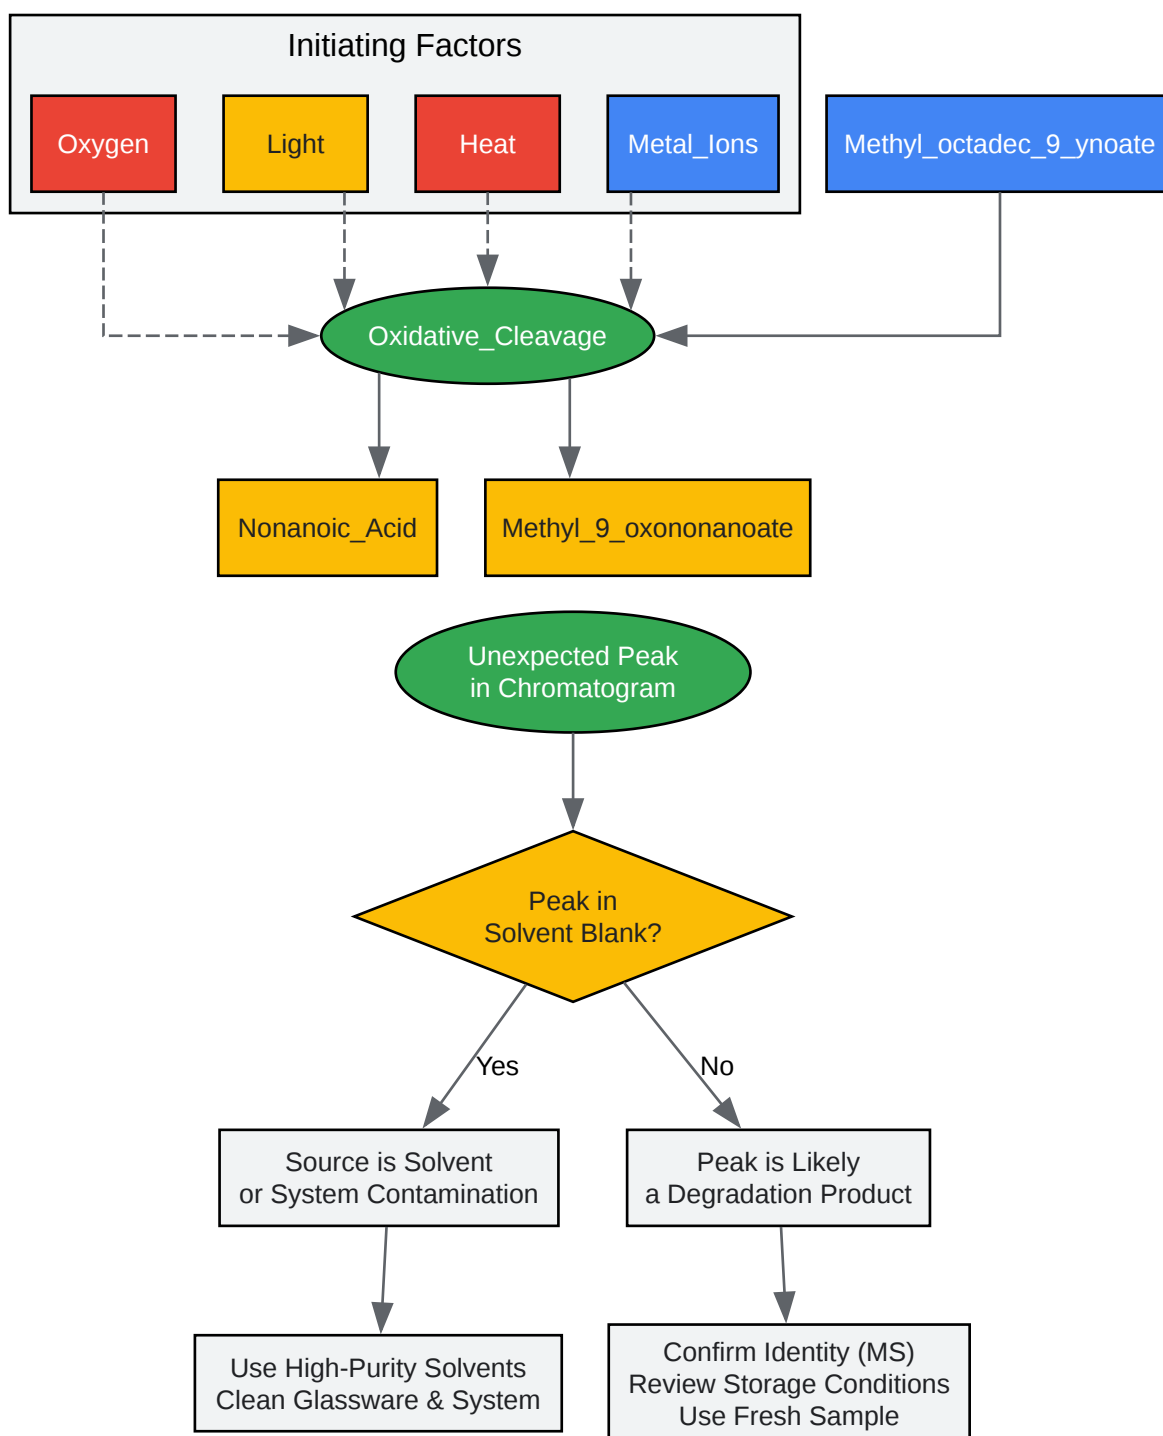 Initiating Factors
Oxygen
Light
Heat
Metal_Ions
Methyl_octadec_9_ynoate
Oxidative_Cleavage
Nonanoic_Acid
Methyl_9_oxononanoate
Unexpected Peak
in Chromatogram
Peak in
Solvent Blank?
Yes
No
Source is Solvent
or System Contamination
Peak is Likely
a Degradation Product
Use High-Purity Solvents
Clean Glassware & System
Confirm Identity (MS)
Review Storage Conditions
Use Fresh Sample